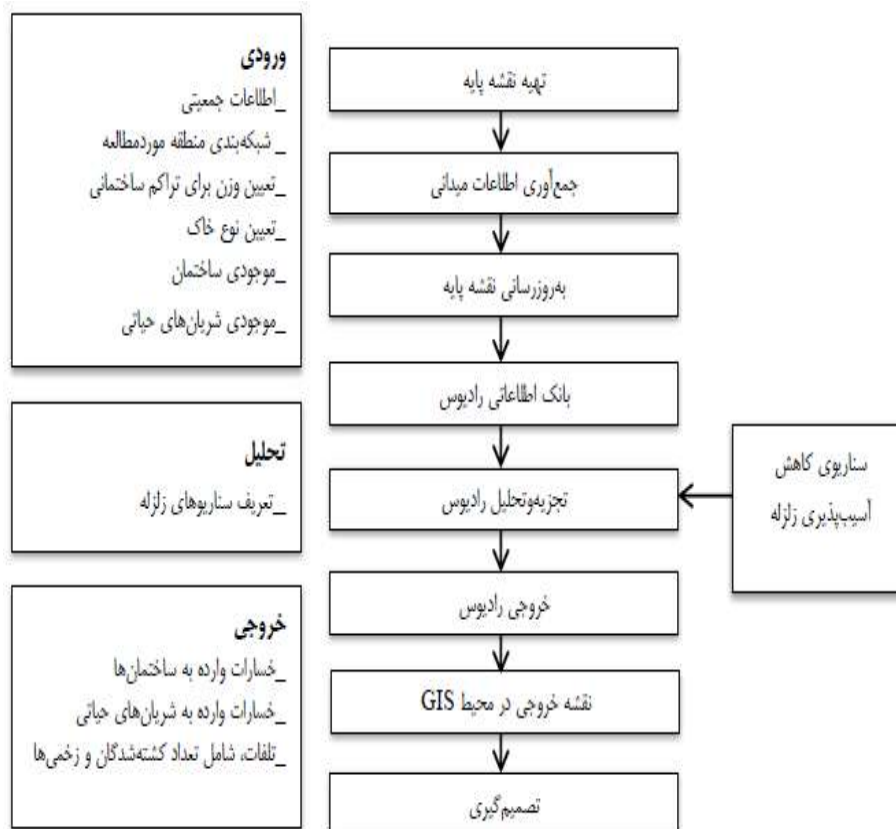 تهیه نقشه پایه
جمع‌آوری اطلاعات میدانی
به‌روزرسانی نقشه پایه
بانک اطلاعاتی رادیوس
تجزیه‌وتحلیل رادیوس
خروجی رادیوس
نقشه خروجی در محیط GIS
تصمیم‌گیری
سناریوی کاهش
آسیب‌پذیری زلزله
ورودی
_اطلاعات جمعیتی
_ شبکه‌بندی منطقه موردمطالعه
_تعیین وزن برای تراکم ساختمانی
_تعیین نوع خاک
_موجودی ساختمان
_موجودی شریان‌های حیاتی
تحلیل
_تعریف سناریوهای زلزله
خروجی
_خسارات وارده به ساختمان‌ها
_خسارات وارده به شریان‌های حیاتی
_تلفات، شامل تعداد کشته‌شدگان و زخمی‌ها